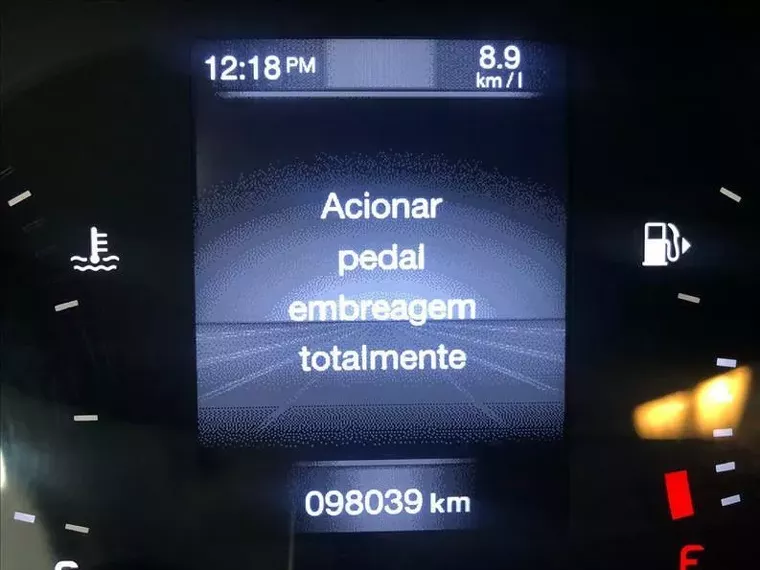 12:18 PM 8.9
km/l
Acionar
pedal
embreagem
totalmente
098039 km